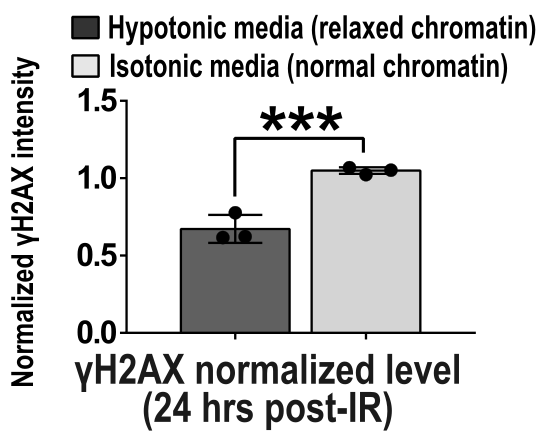 Hypotonic media (relaxed chromatin)
Isotonic media (normal chromatin)
Normalized γH2AX intensity
1.5
***
1.0
0.5
0.0
γH2AX normalized level
(24 hrs post-IR)